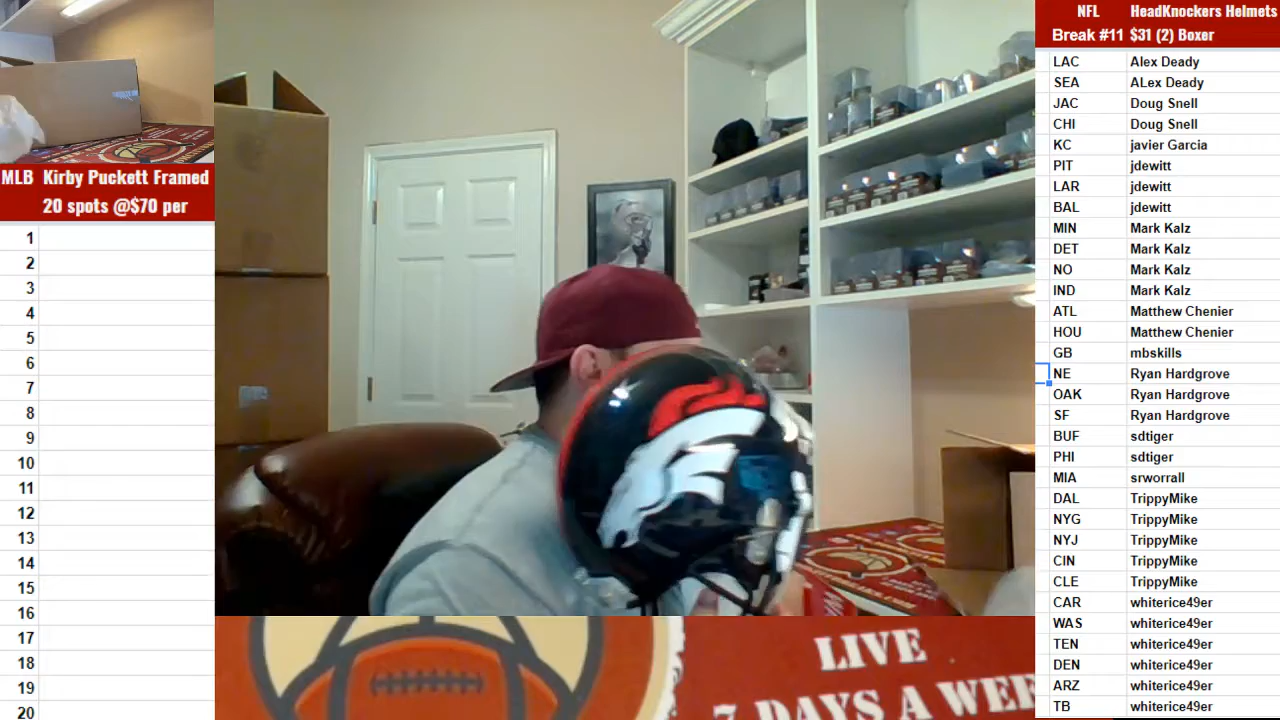 MLB Kirby Puckett Framed
20 spots @$70 per
1
2
3
4
5
6
7
8
9
10
11
12
13
14
15
16
17
18
19
20
LIVE
7 DAYS A WEE
NFL HeadKnockers Helmets
Break #11 $31 (2) Boxer
LAC Alex Deady
SEA ALex Deady
JAC Doug Snell
CHI Doug Snell
KC javier Garcia
PIT jdewitt
LAR jdewitt
BAL jdewitt
MIN Mark Kalz
DET Mark Kalz
NO Mark Kalz
IND Mark Kalz
ATL Matthew Chenier
HOU Matthew Chenier
GB mbskills
NE Ryan Hardgrove
OAK Ryan Hardgrove
SF Ryan Hardgrove
BUF sdtiger
PHI sdtiger
MIA srworrall
DAL TrippyMike
NYG TrippyMike
NYJ TrippyMike
CIN TrippyMike
CLE TrippyMike
CAR whiterice49er
WAS whiterice49er
TEN whiterice49er
DEN whiterice49er
ARZ whiterice49er
TB whiterice49er